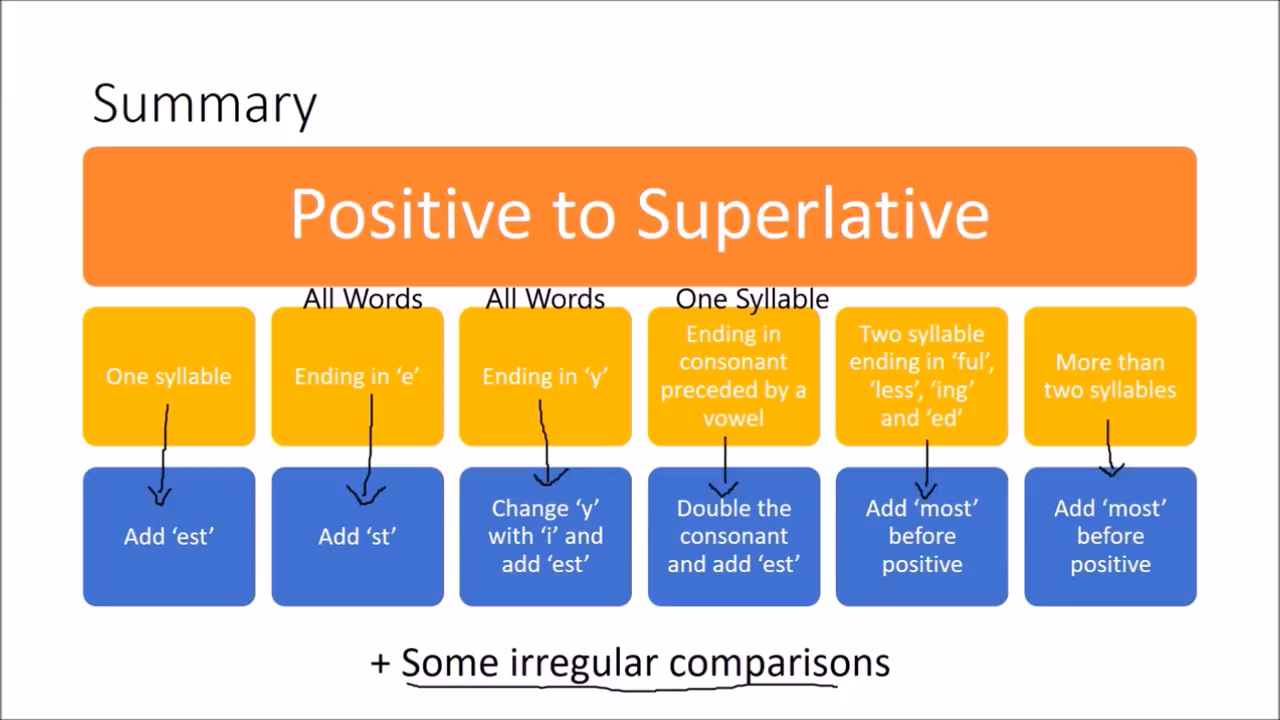 Summary
Positive to Superlative
All Words
All Words
One Syllable
One syllable
Ending in ‘e’
Ending in ‘y’
Ending in
consonant
preceded by a
vowel
Two syllable
ending in ‘ful’,
‘less’, ‘ing’
and ‘ed’
More than
two syllables
Add ‘est’
Add ‘st’
Change ‘y’
with ‘i’ and
add ‘est’
Double the
consonant
and add ‘est’
Add ‘most’
before
positive
Add ‘most’
before
positive
+ Some irregular comparisons